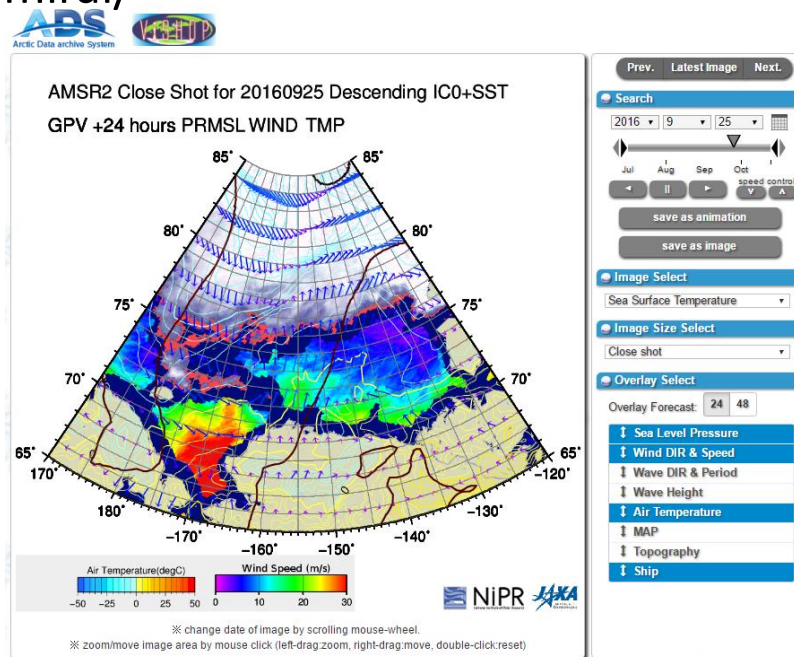 ADS
Arctic Data archive System
VISHOP
AMSR2 Close Shot for 20160925 Descending IC0+SST
GPV +24 hours PRMSL WIND TMP
85° 85°
80° 80°
75° 75°
70° 70°
65° 65°
170° -120°
180° -130°
-170° -140°
-160° -150°
Air Temperature(degC) Wind Speed (m/s)
-50 -25 0 25 50 0 10 20 30
NiPR JAXA
※ change date of image by scrolling mouse-wheel.
※ zoom/move image area by mouse click (left-drag:zoom, right-drag:move, double-click:reset)
Prev. Latest Image Next.
Search
2016 9 25
Jul Aug Sep Oct
speed control
save as animation
save as image
Image Select
Sea Surface Temperature
Image Size Select
Close shot
Overlay Select
Overlay Forecast: 24 48
Sea Level Pressure
Wind DIR & Speed
Wave DIR & Period
Wave Height
Air Temperature
MAP
Topography
Ship